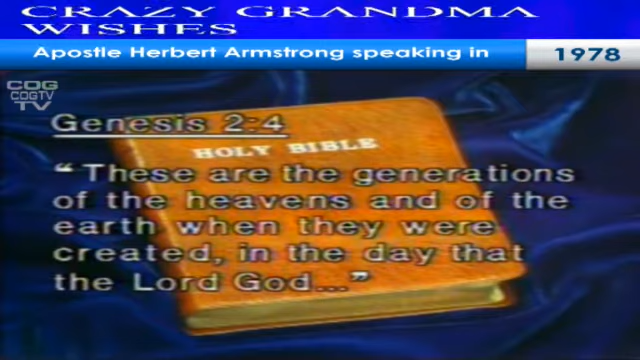 CRAZY GRANDMA
WISHES
Apostle Herbert Armstrong speaking in
1978
COG
COGTV
TV
Genesis 2:4
HOLY BIBLE
“ These are the generations
of the heavens and of the
earth when they were
created, in the day that
the Lord God...”